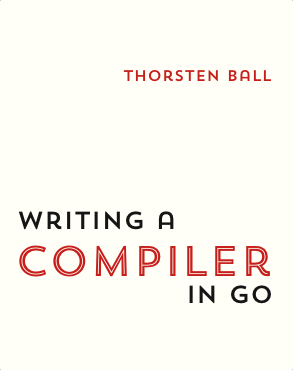 THORSTEN BALL
WRITING A
COMPILER
IN GO